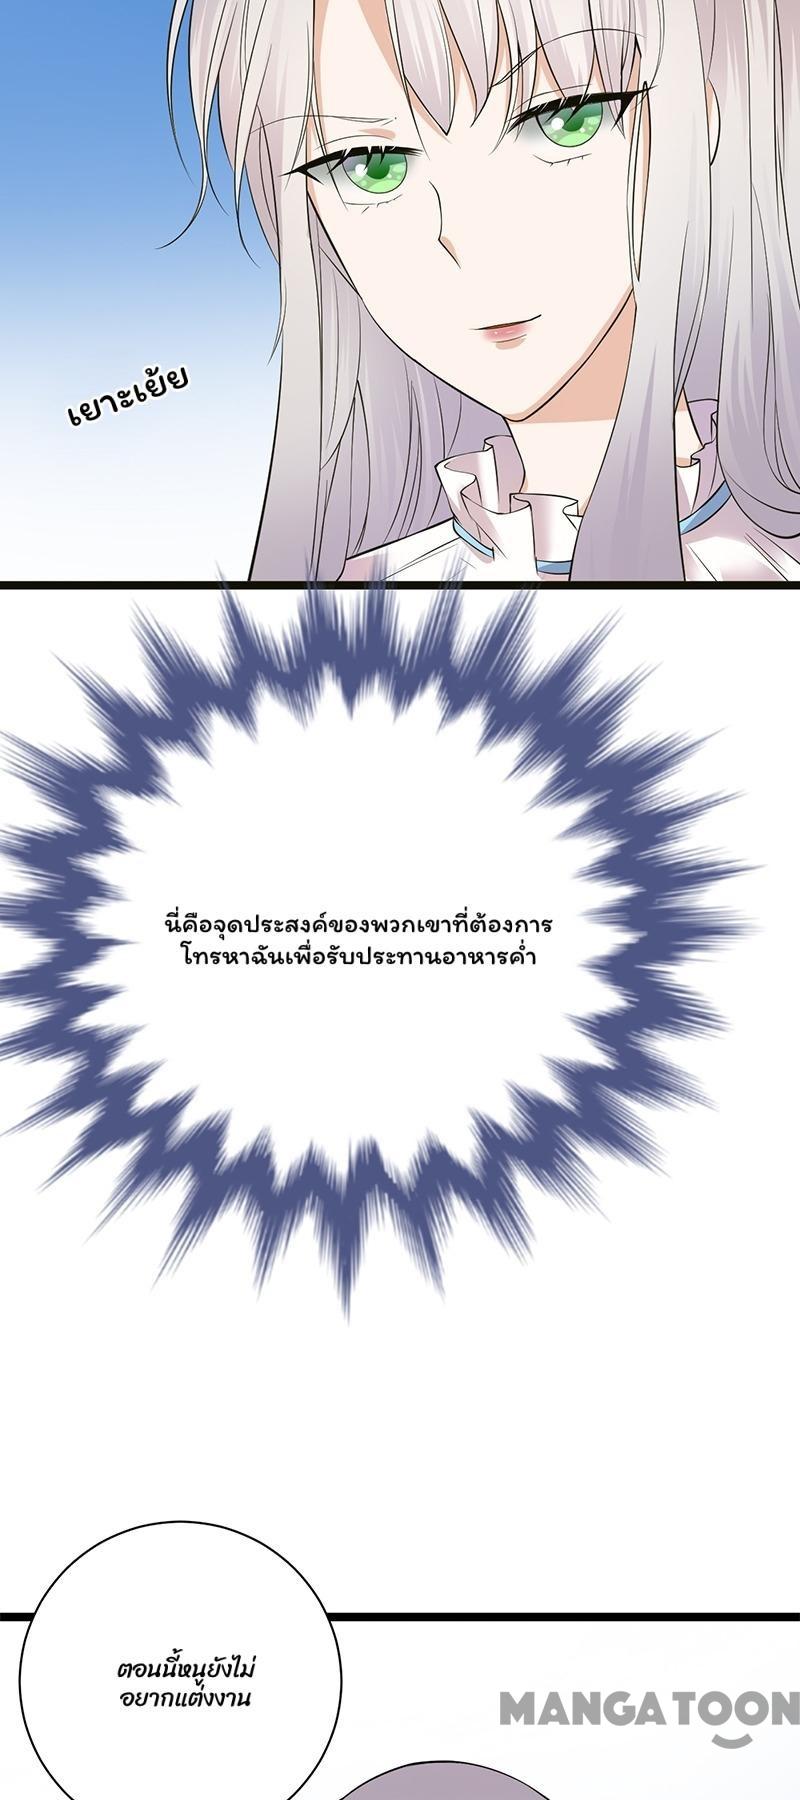 เยาะเย้ย
นี่คือจุดประสงค์ของพวกเขาที่ต้องการ
โทรหาฉันเพื่อรับประทานอาหารค่ำ
ตอนนี้หนูยังไม่
อยากแต่งงาน
MANGATOON